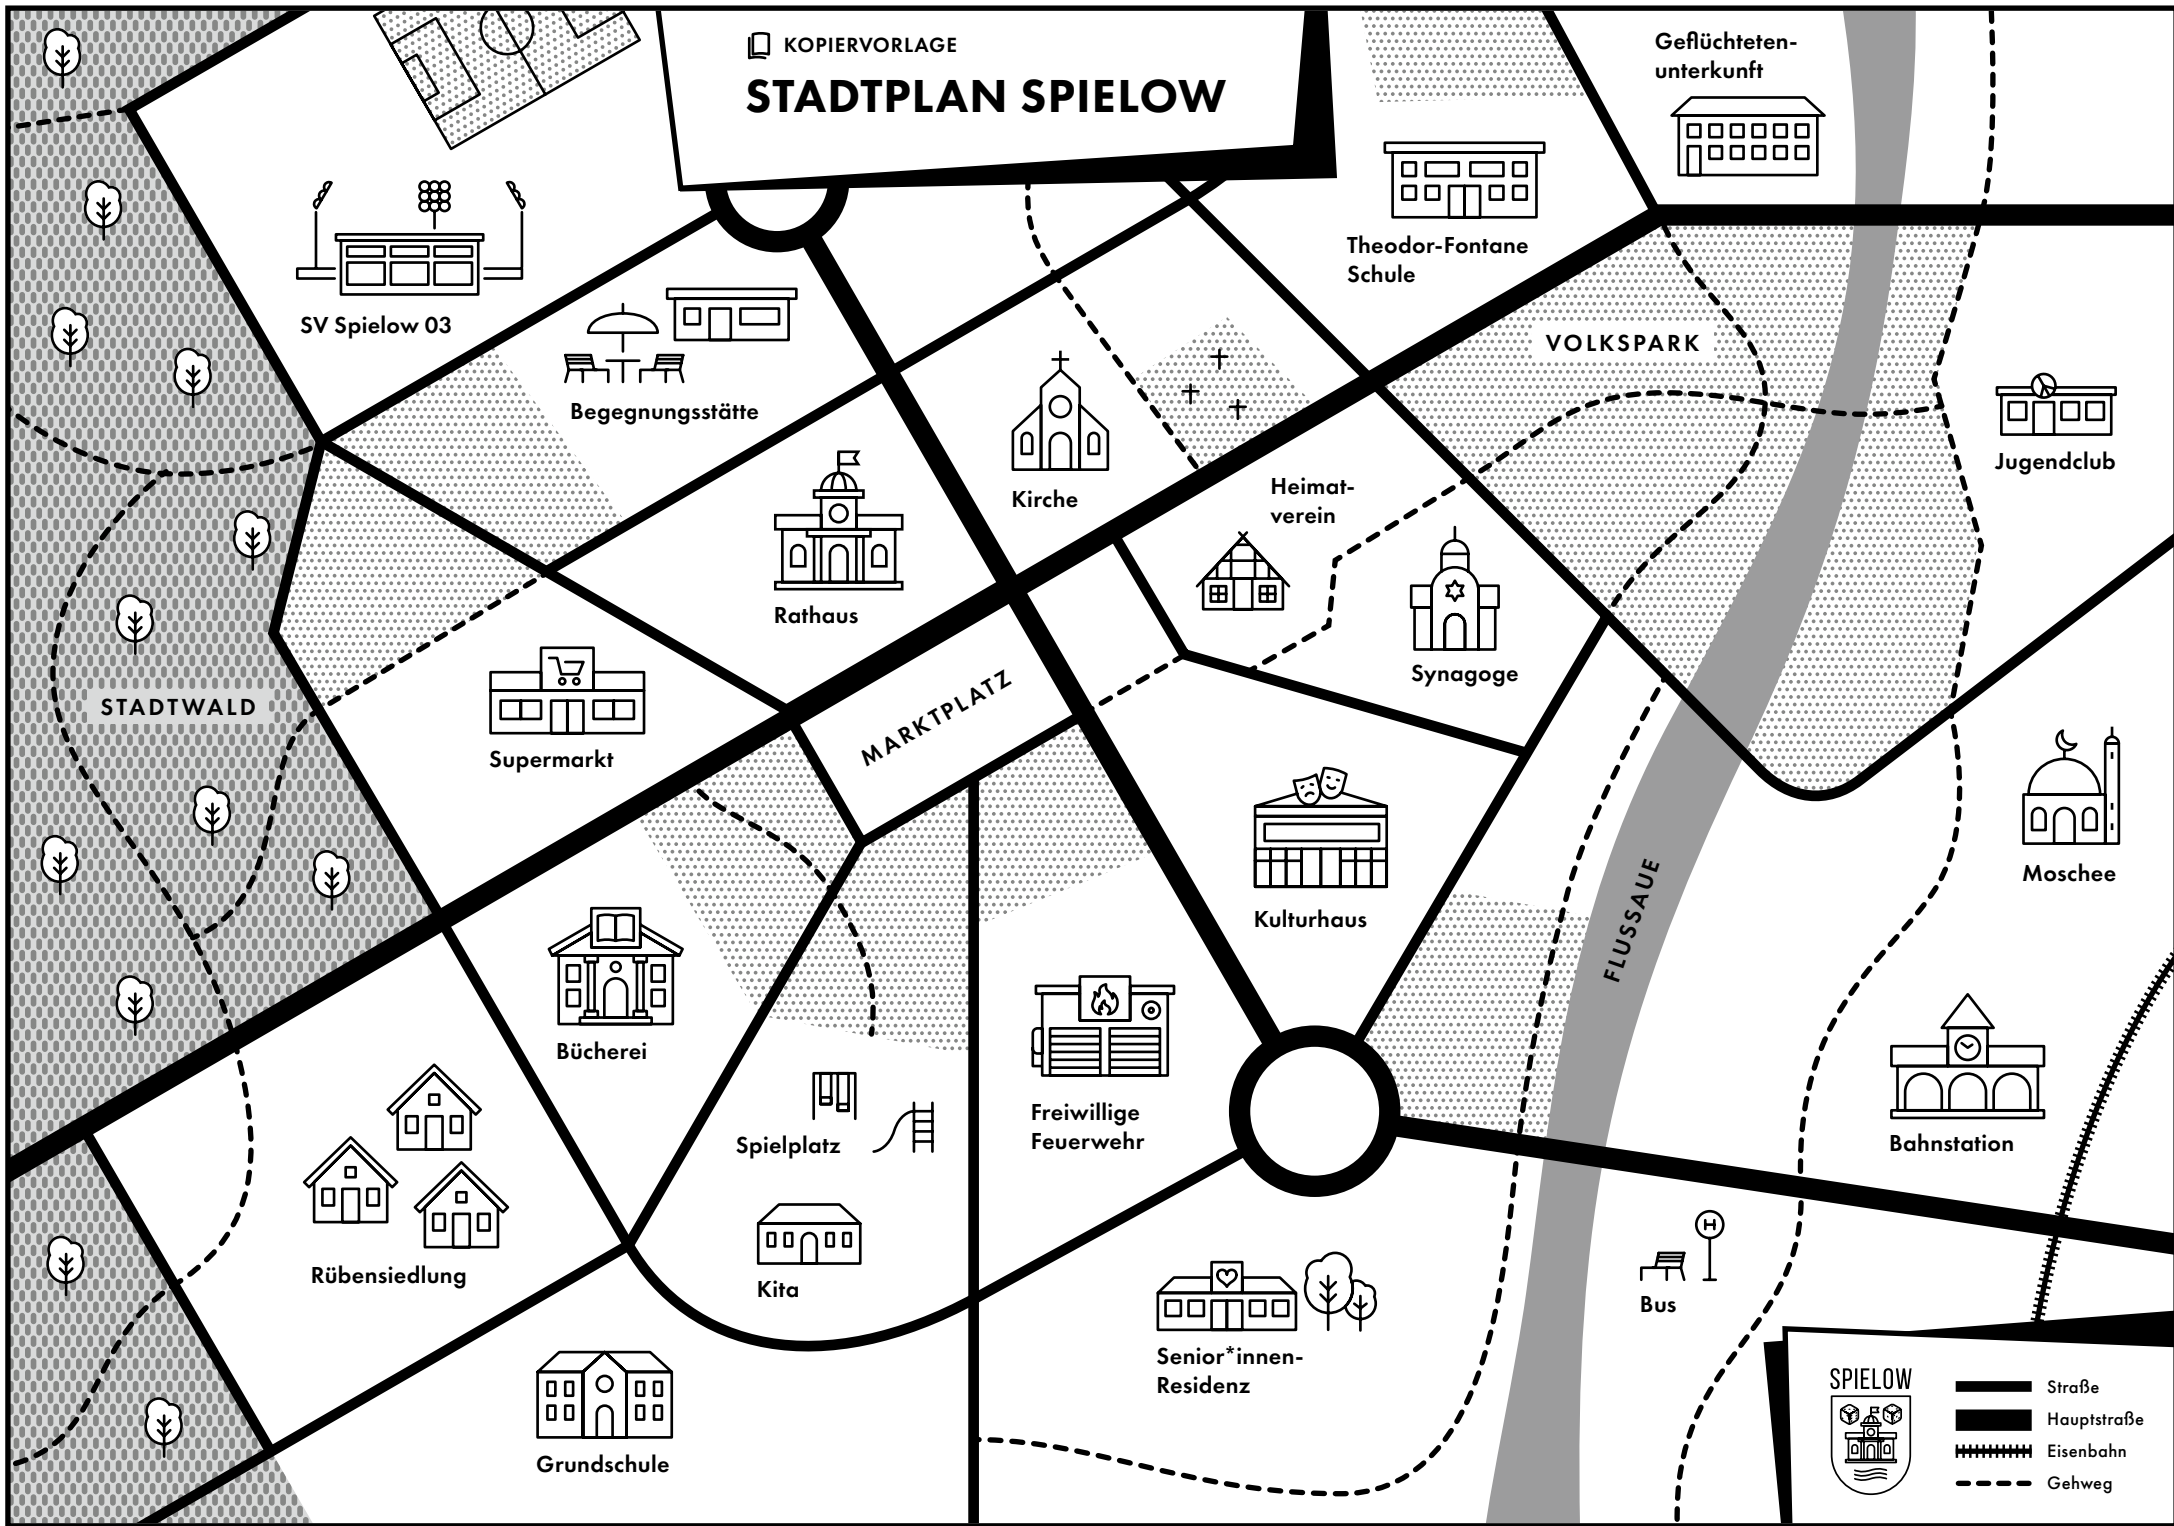 KOPIERVORLAGE
STADTPLAN SPIELOW
Geflüchteten-
unterkunft
Theodor-Fontane
Schule
SV Spielow 03
VOLKSPARK
Begegnungsstätte
Jugendclub
Kirche
Heimat-
verein
Rathaus
Synagoge
STADTWALD
MARKTPLATZ
Supermarkt
Moschee
Kulturhaus
FLUSSAUE
Bücherei
Freiwillige
Feuerwehr
Spielplatz
Bahnstation
Rübensiedlung
Kita
H
Bus
Senior*innen-
Residenz
Grundschule
SPIELOW
Straße
Hauptstraße
Eisenbahn
Gehweg